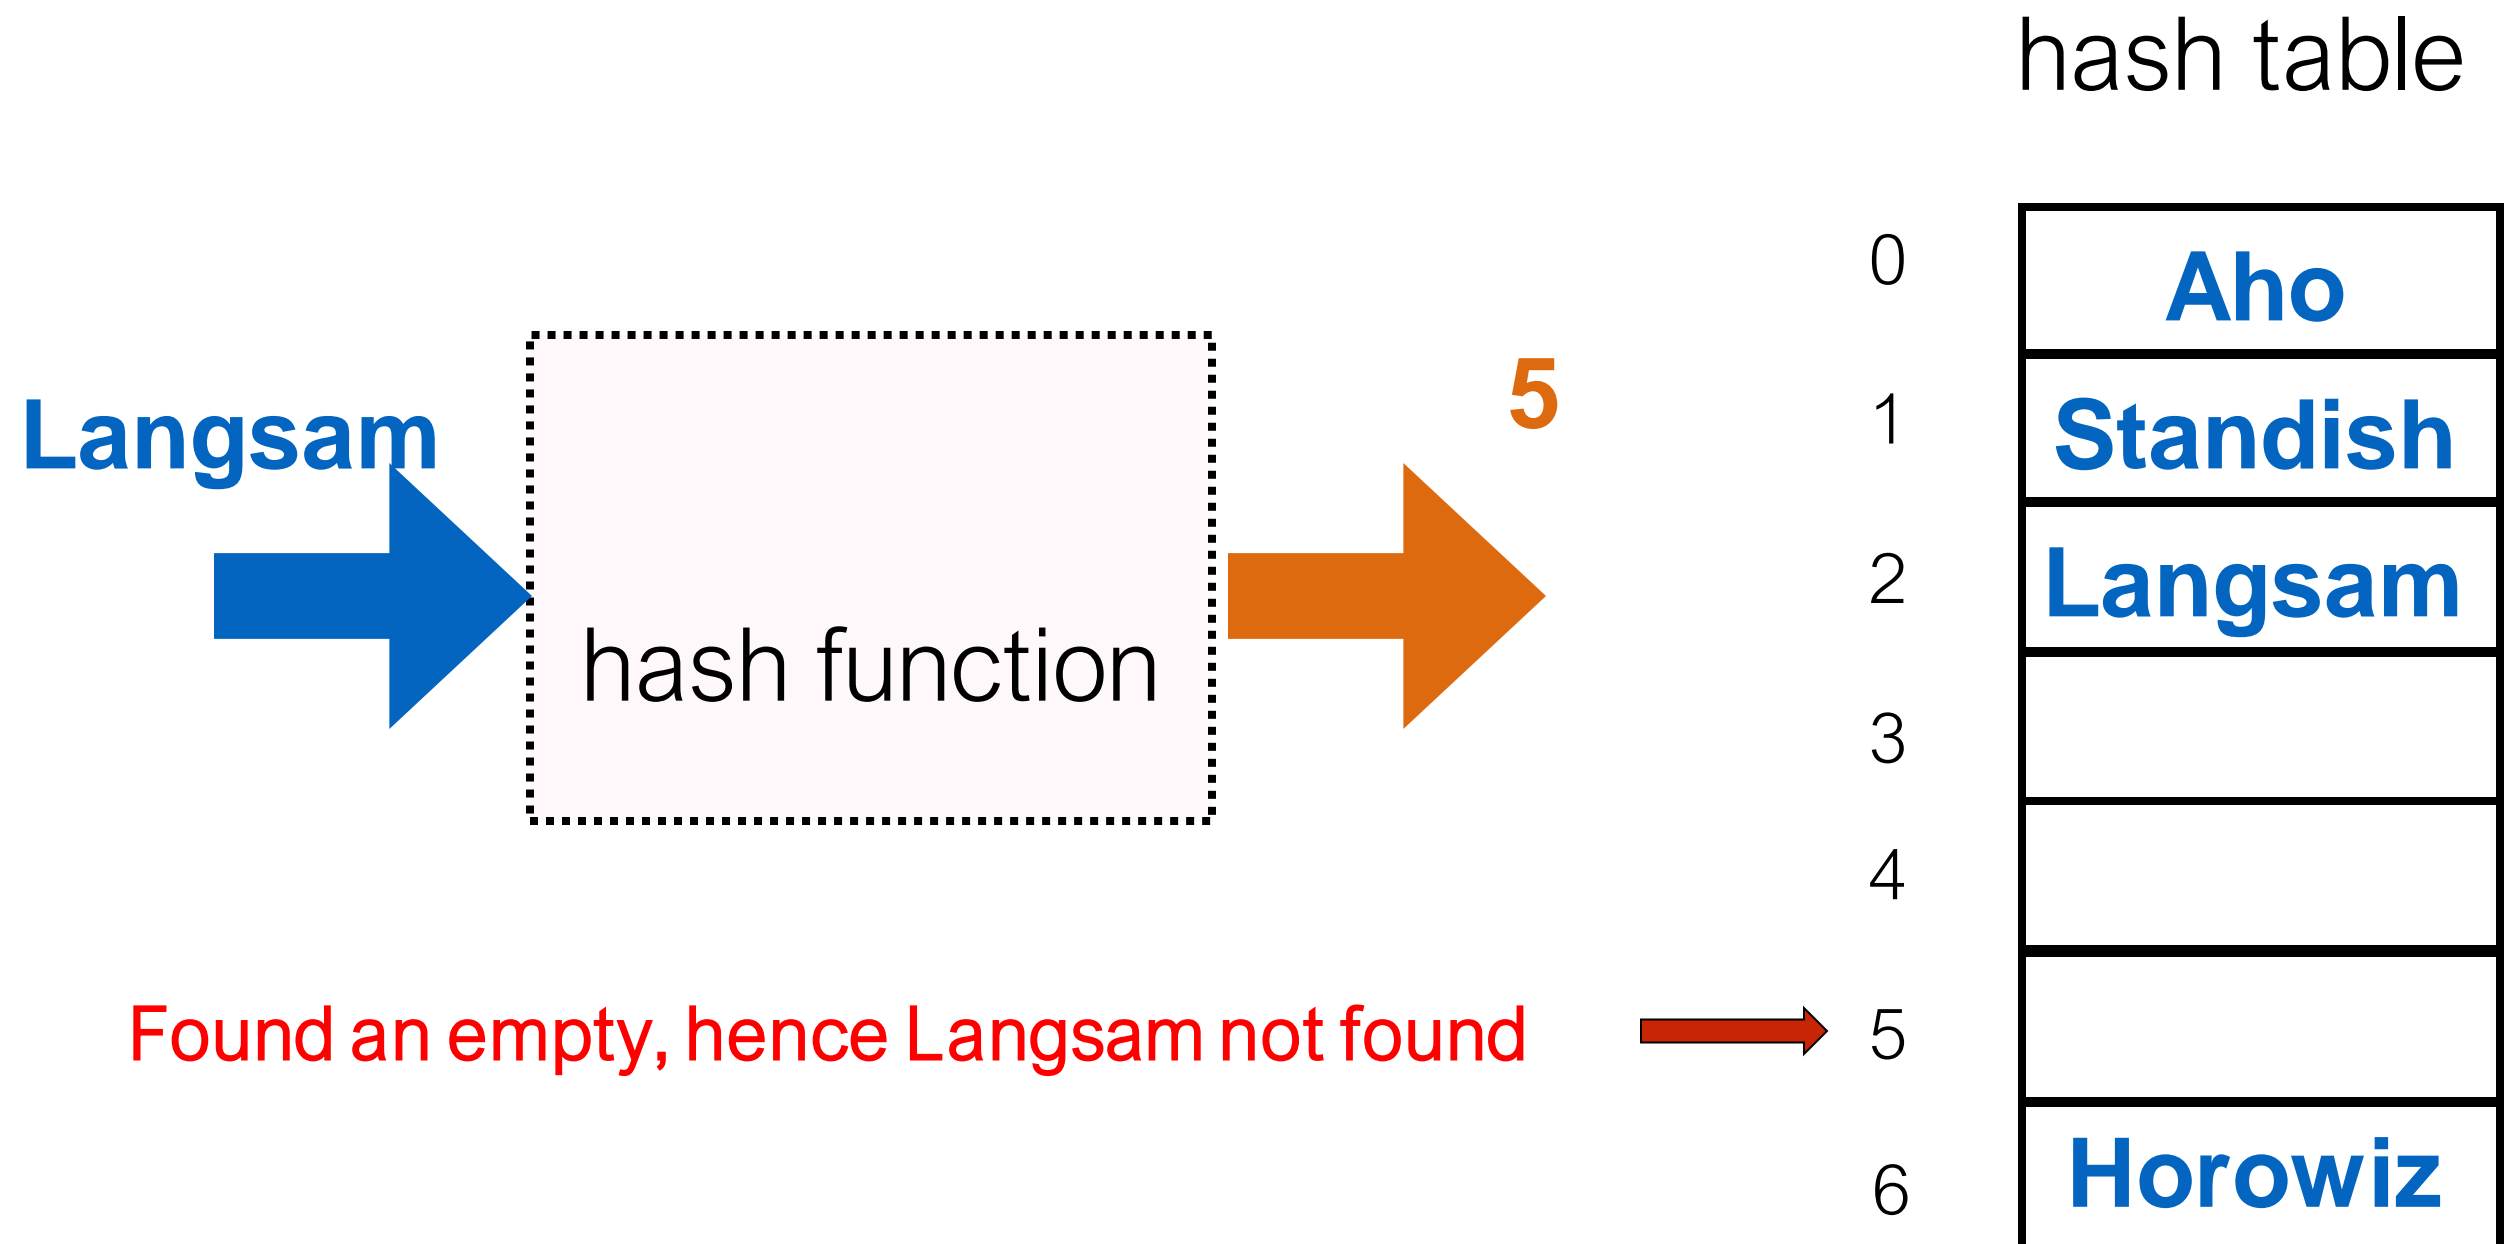 hash table
0
Aho
Langsam
5
1
Standish
2
Langsam
hash function
3
4
Found an empty, hence Langsam not found
5
6
Horowiz